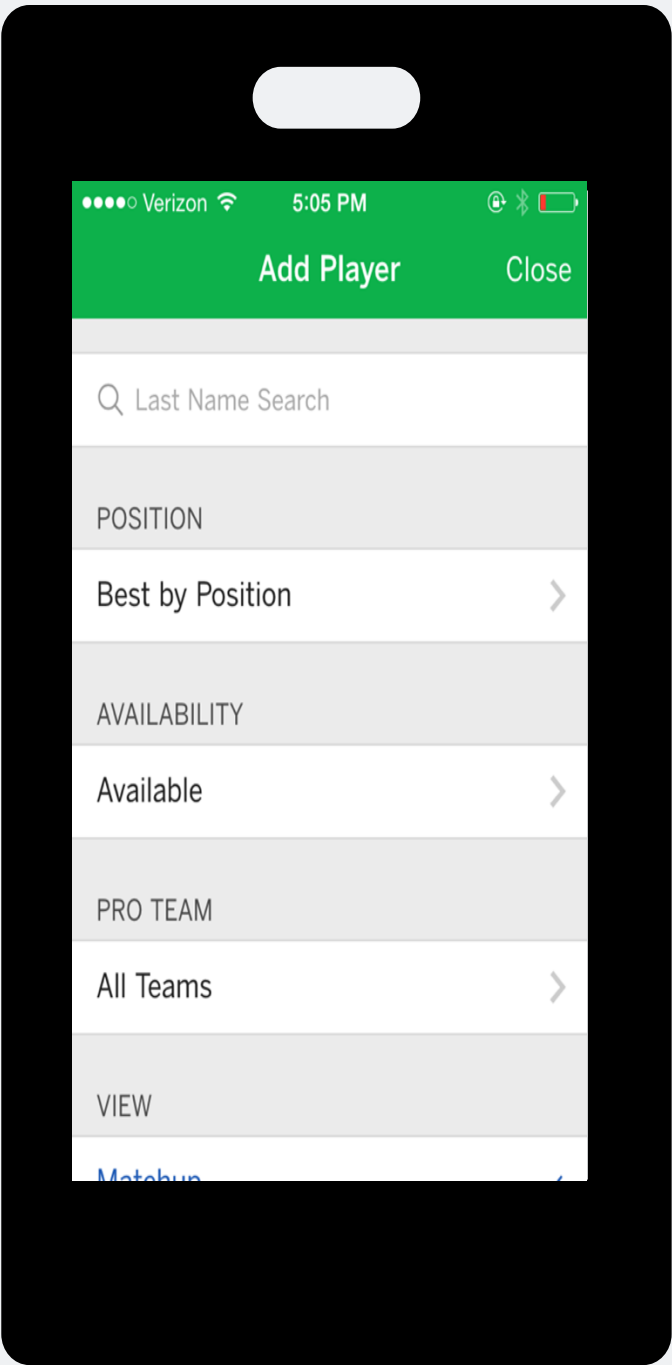 Verizon 5:05 PM
Add Player Close
Last Name Search
POSITION
Best by Position
AVAILABILITY
Available
PRO TEAM
All Teams
VIEW
Matchup